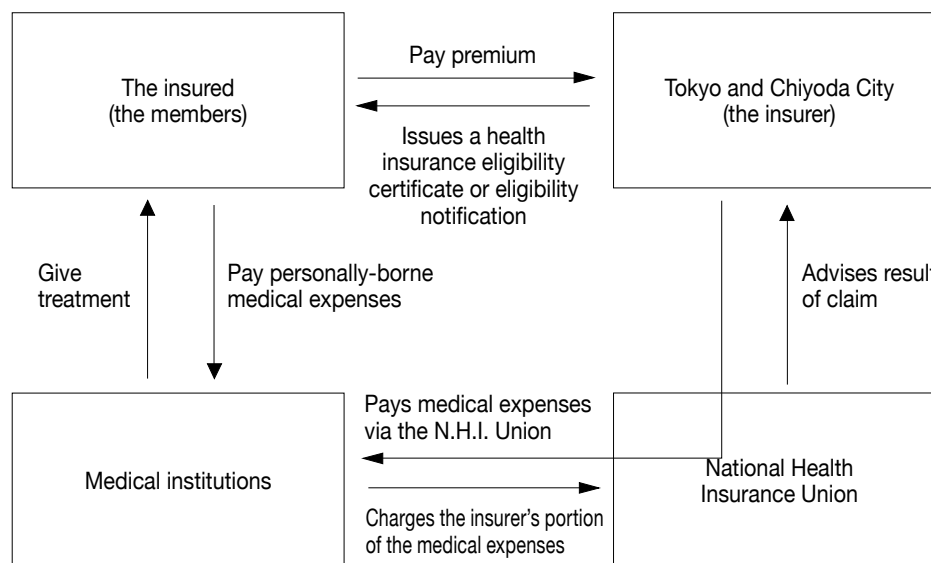 The insured
(the members)
Pay premium
Issues a health
insurance eligibility
certificate or eligibility
notification
Tokyo and Chiyoda City
(the insurer)
Give
treatment
Pay personally-borne
medical expenses
Advises result
of claim
Medical institutions
Pays medical expenses
via the N.H.I. Union
Charges the insurer's portion
of the medical expenses
National Health
Insurance Union